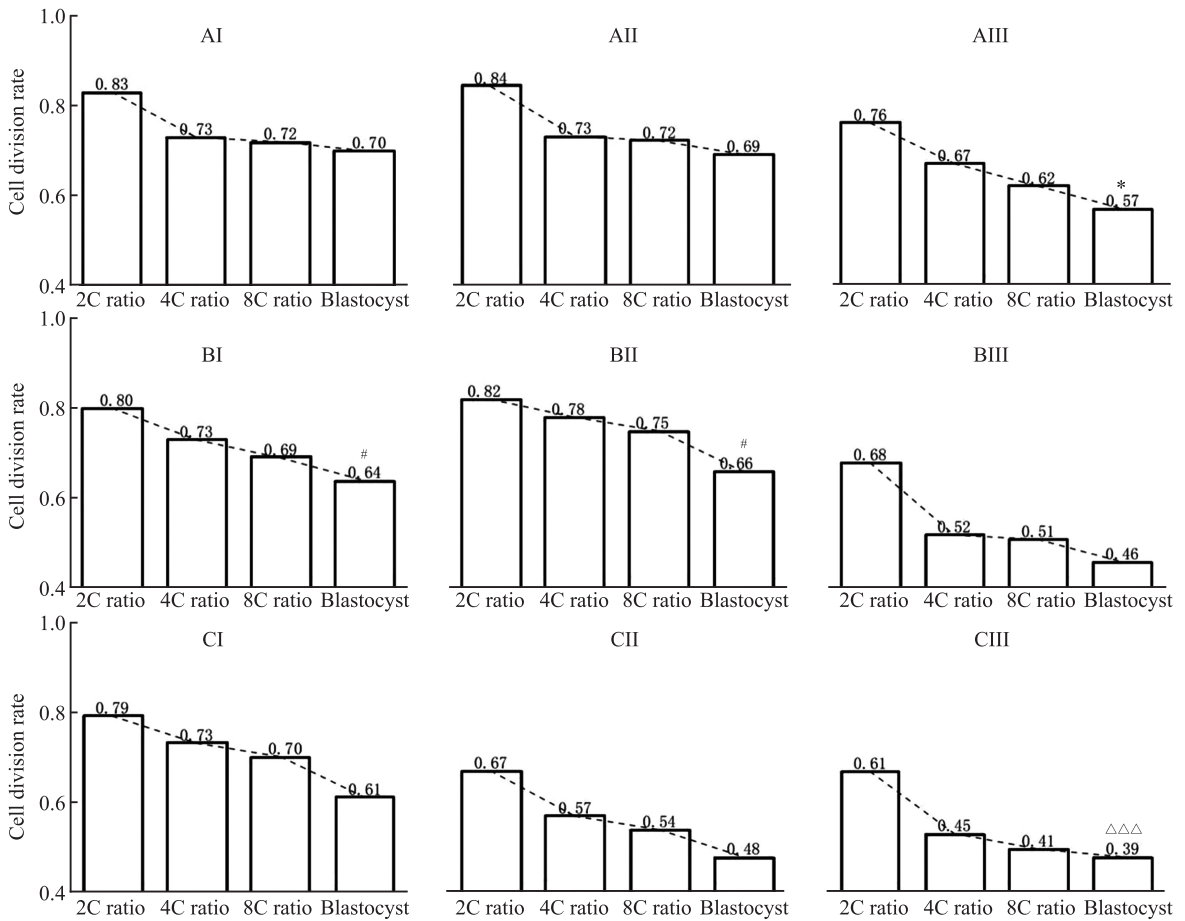 AI
AII
AIII
Cell division rate
1.0
0.8
0.6
0.4
0.83
0.73
0.72
0.70
0.84
0.73
0.72
0.69
0.76
0.67
0.62
*
0.57
2C ratio 4C ratio 8C ratio Blastocyst
2C ratio 4C ratio 8C ratio Blastocyst
2C ratio 4C ratio 8C ratio Blastocyst
BI
BII
BIII
Cell division rate
1.0
0.8
0.6
0.4
0.80
0.73
0.69
#
0.64
0.82
0.78
0.75
#
0.66
0.68
0.52
0.51
0.46
2C ratio 4C ratio 8C ratio Blastocyst
2C ratio 4C ratio 8C ratio Blastocyst
2C ratio 4C ratio 8C ratio Blastocyst
CI
CII
CIII
Cell division rate
1.0
0.8
0.6
0.4
0.79
0.73
0.70
0.61
0.67
0.57
0.54
0.48
0.61
0.45
0.41
△△△
0.39
2C ratio 4C ratio 8C ratio Blastocyst
2C ratio 4C ratio 8C ratio Blastocyst
2C ratio 4C ratio 8C ratio Blastocyst